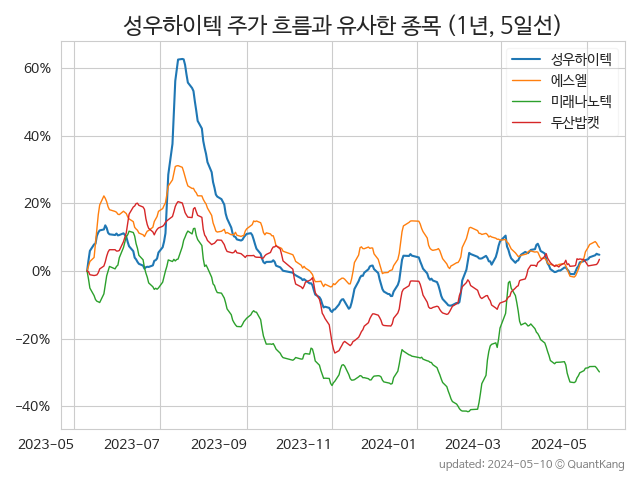 성우하이텍 주가 흐름과 유사한 종목 (1년, 5일선)
성우하이텍
에스엘
미래나노텍
두산밥캣
60%
40%
20%
0%
−20%
−40%
2023-05 2023-07 2023-09 2023-11 2024-01 2024-03 2024-05
updated: 2024-05-10 © QuantKang